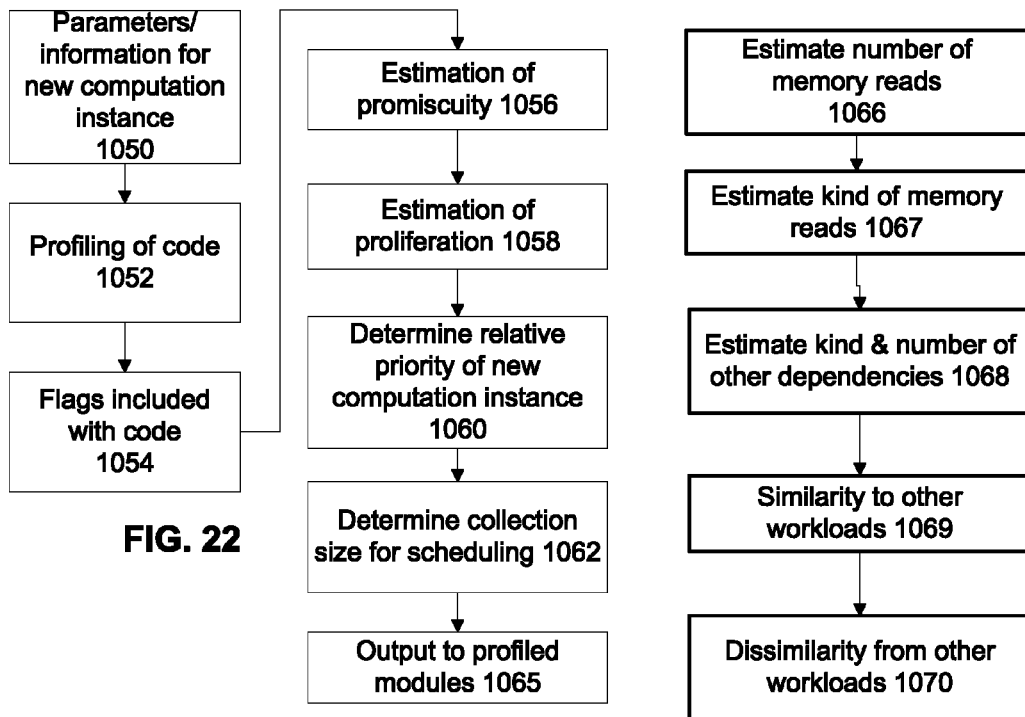 Parameters/
information for
new computation
instance
1050
Profiling of code
1052
Flags included
with code
1054
FIG. 22
Estimation of
promiscuity 1056
Estimation of
proliferation 1058
Determine relative
priority of new
computation instance
1060
Determine collection
size for scheduling 1062
Output to profiled
modules 1065
Estimate number of
memory reads
1066
Estimate kind of memory
reads 1067
Estimate kind & number of
other dependencies 1068
Similarity to other
workloads 1069
Dissimilarity from other
workloads 1070